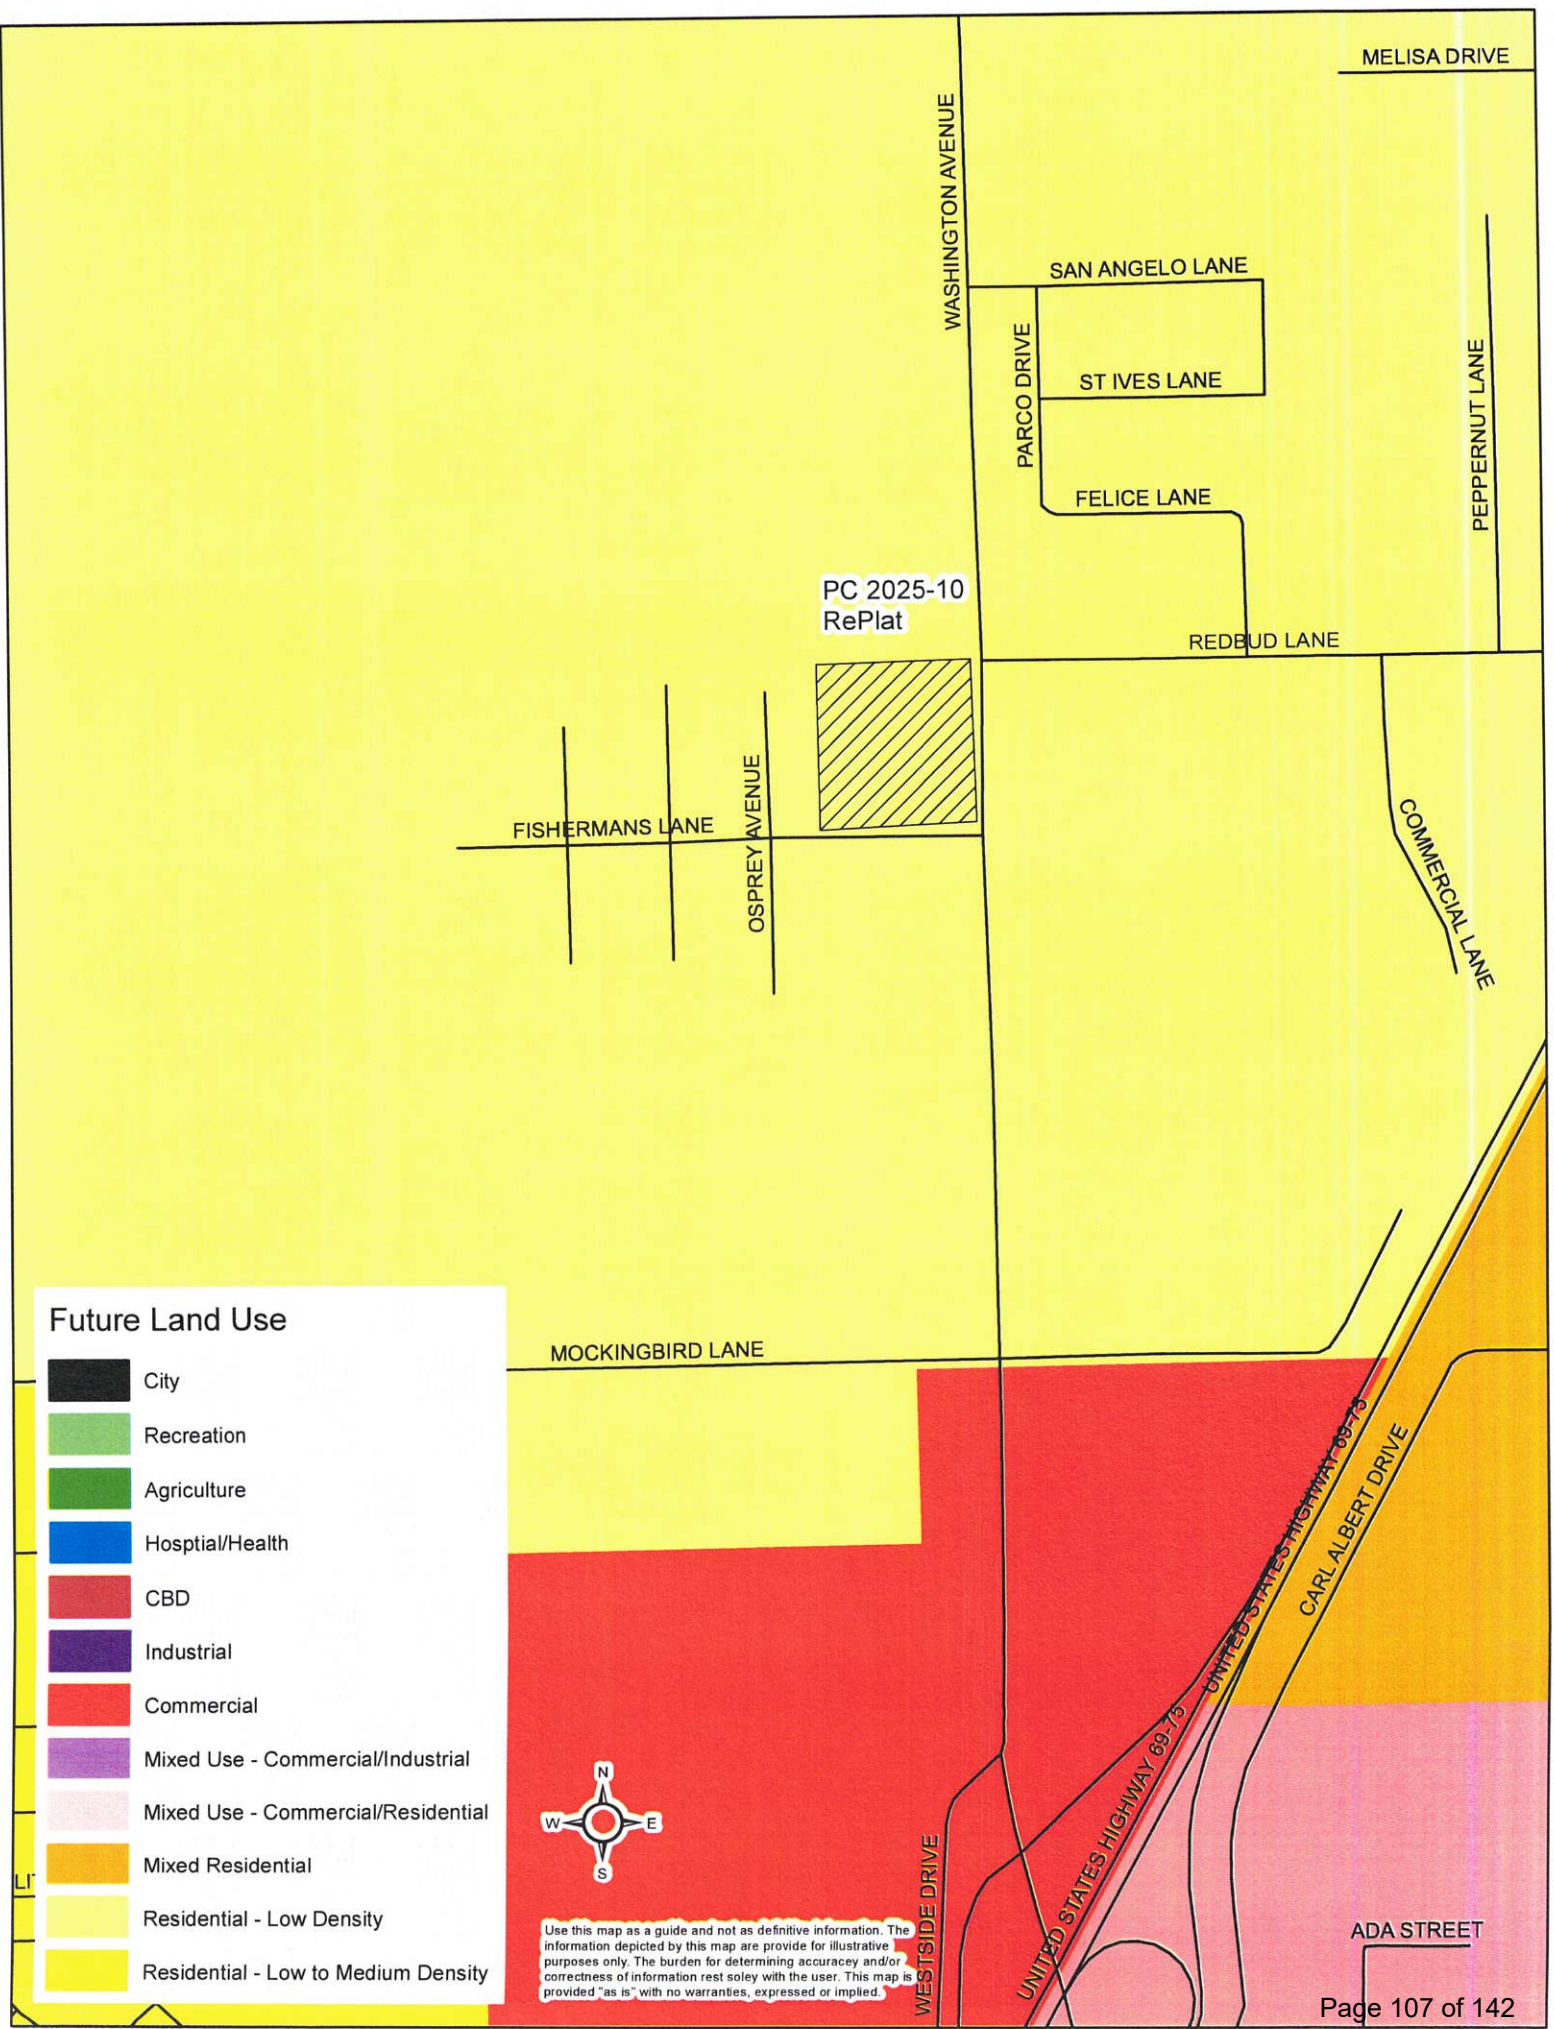 MELISA DRIVE
WASHINGTON AVENUE
SAN ANGELO LANE
PARCO DRIVE
ST IVES LANE
PEPPERNUT LANE
FELICE LANE
PC 2025-10
RePlat
REDBUD LANE
OSPREY AVENUE
FISHERMANS LANE
COMMERCIAL LANE
MOCKINGBIRD LANE
UNITED STATES HIGHWAY 69-75
CARL ALBERT DRIVE
UNITED STATES HIGHWAY 69-75
WESTSIDE DRIVE
ADA STREET
Future Land Use
City
Recreation
Agriculture
Hosptial/Health
CBD
Industrial
Commercial
Mixed Use - Commercial/Industrial
Mixed Use - Commercial/Residential
Mixed Residential
Residential - Low Density
Residential - Low to Medium Density
N
W E
S
Use this map as a guide and not as definitive information. The
information depicted by this map are provide for illustrative
purposes only. The burden for determining accuracey and/or
correctness of information rest soley with the user. This map is
provided "as is" with no warranties, expressed or implied.
Page 107 of 142